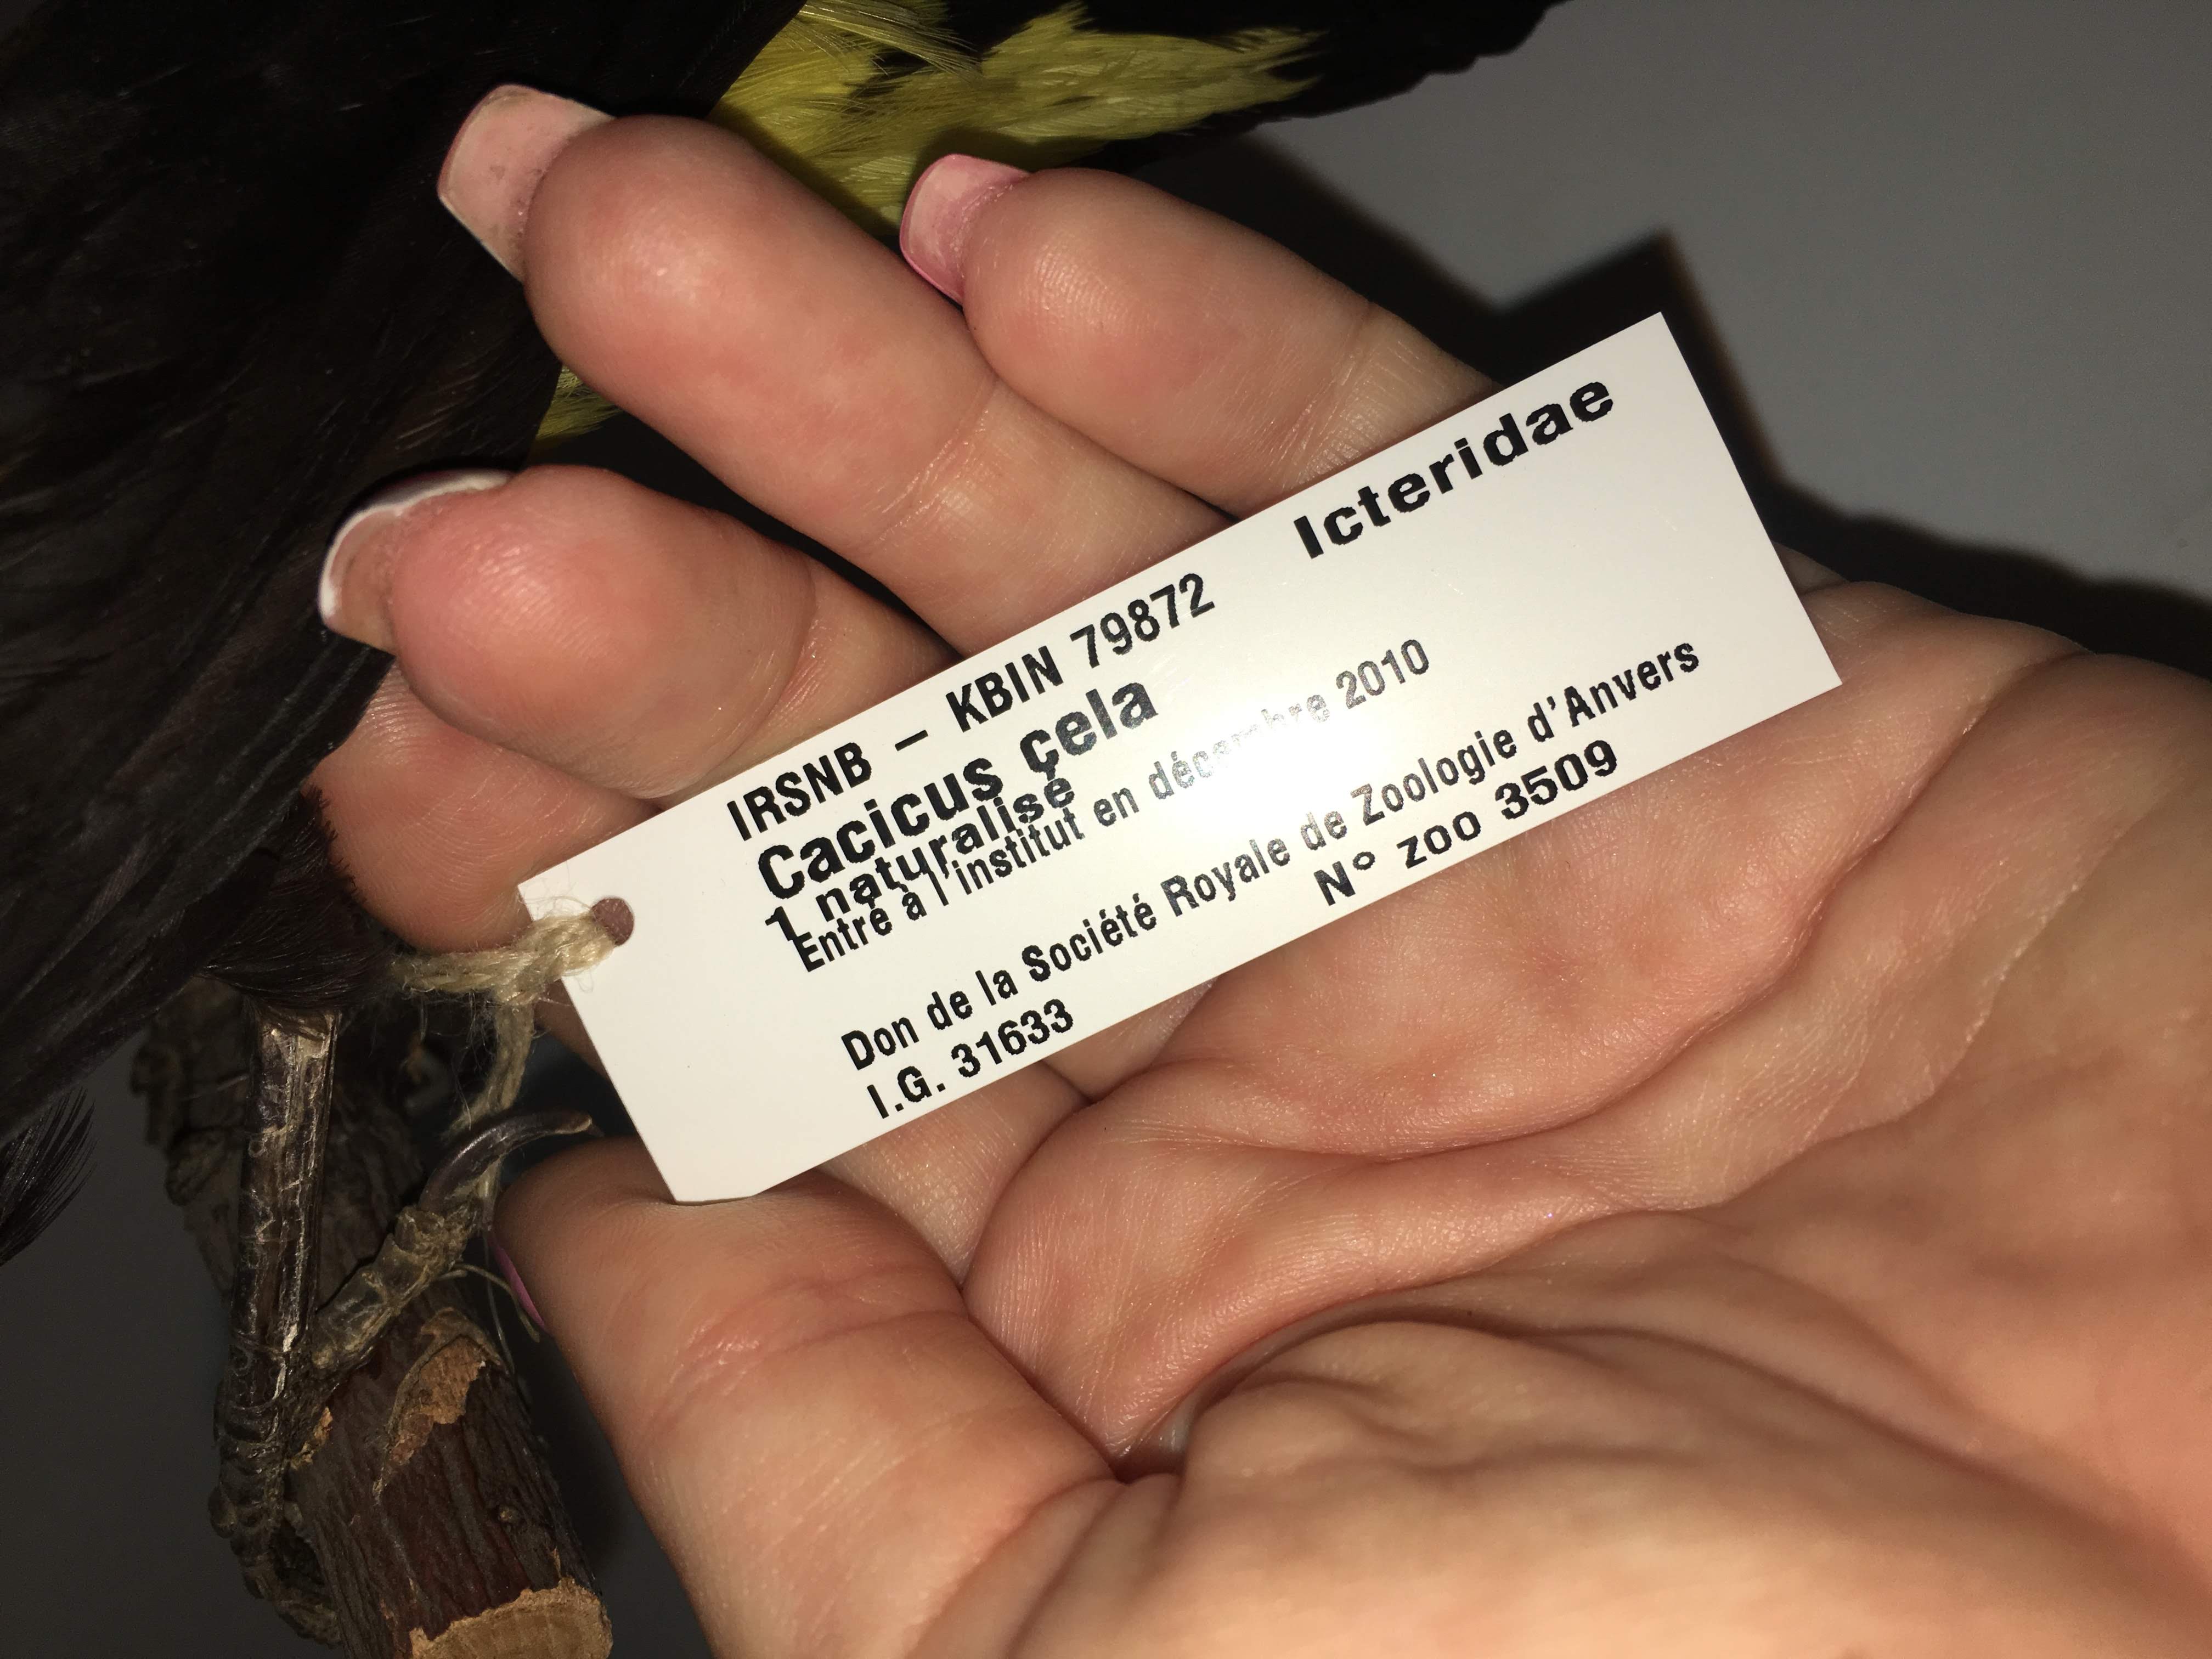 IRSNB – KBIN 79872 Icteridae
Cacicus cela
1 naturalisé
Entré à l'institut en décembre 2010
Don de la Société Royale de Zoologie d'Anvers
I.G. 31633 N° zoo 3509